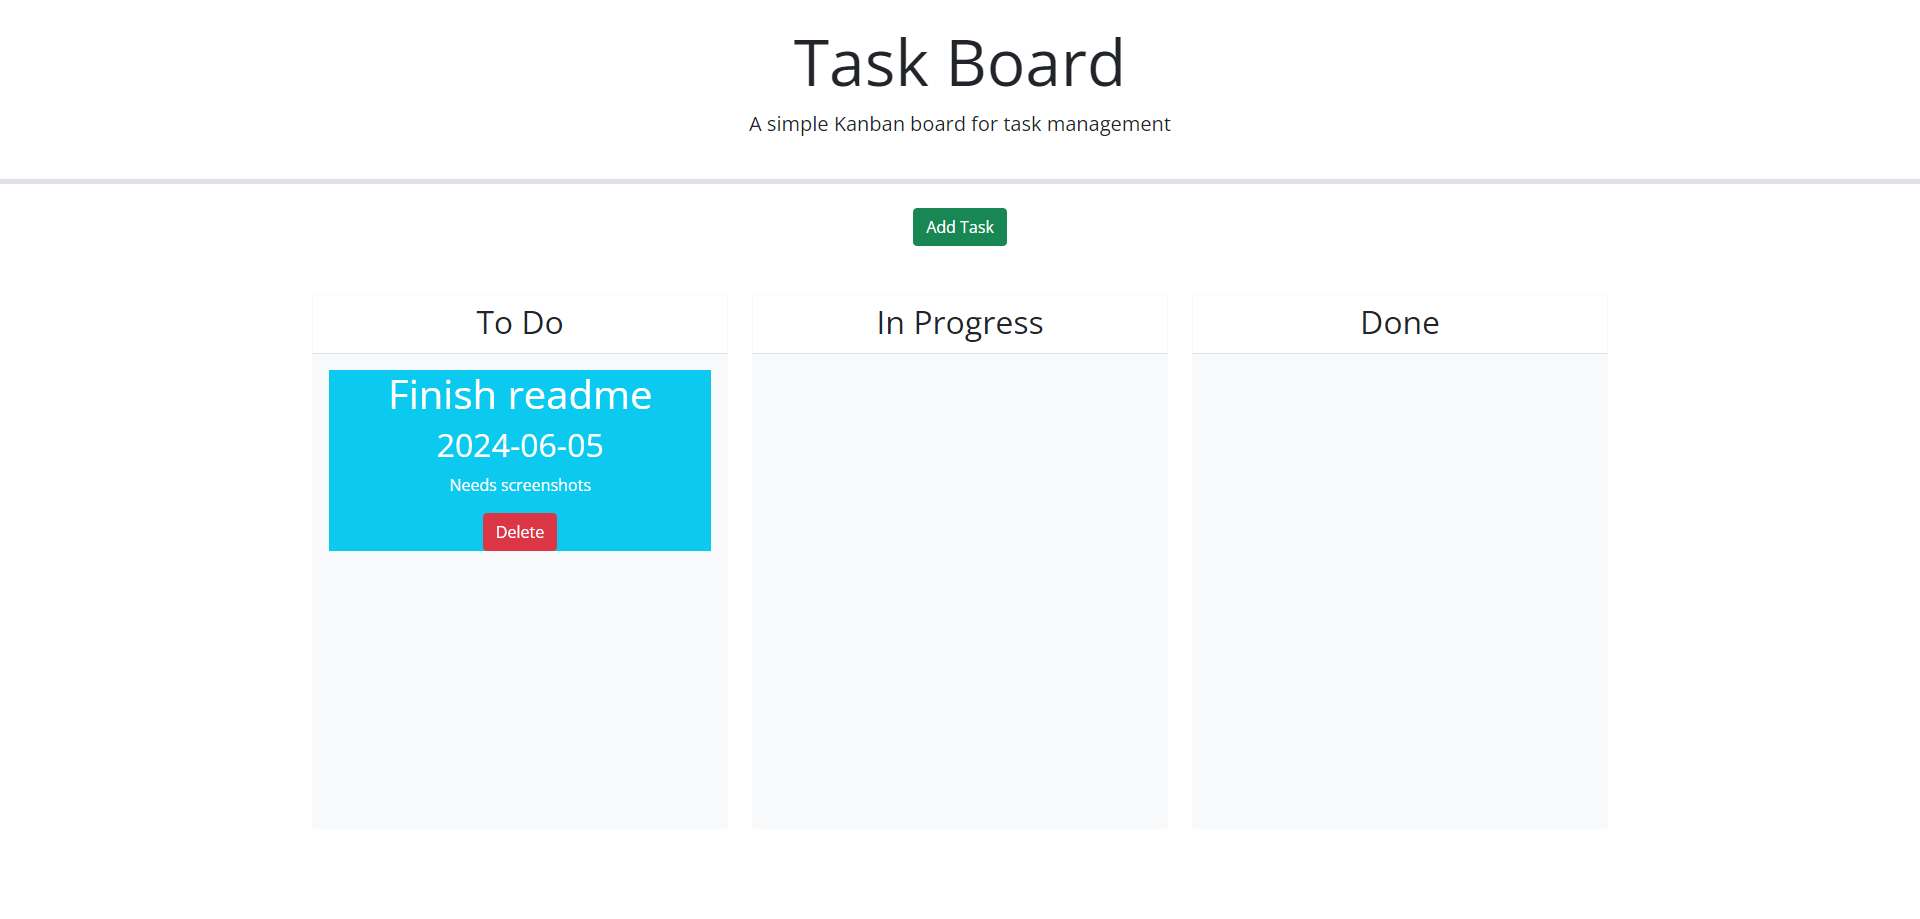 Task Board
A simple Kanban board for task management
Add Task
To Do
Finish readme
2024-06-05
Needs screenshots
Delete
In Progress
Done